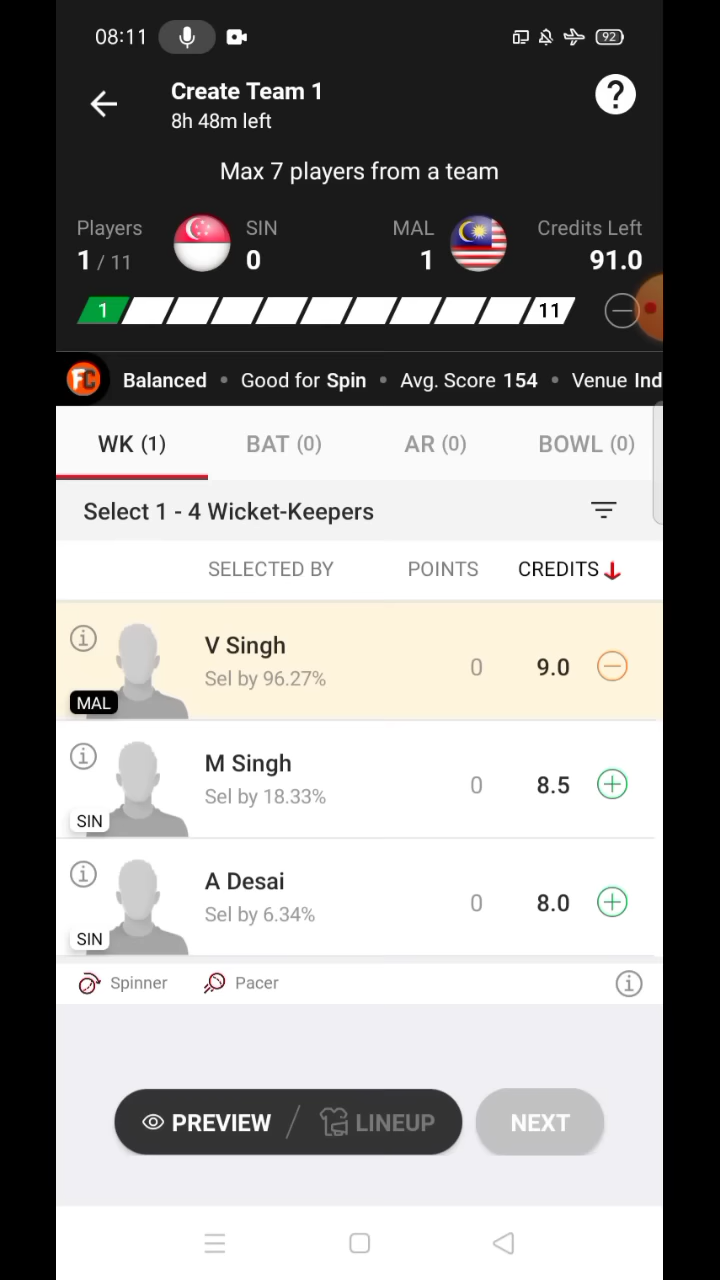 08:11
92
Create Team 1
8h 48m left
?
Max 7 players from a team
Players SIN MAL Credits Left
1 / 11 0 1 91.0
1 11
FC Balanced • Good for Spin • Avg. Score 154 • Venue Ind
WK (1) BAT (0) AR (0) BOWL (0)
Select 1 - 4 Wicket-Keepers
SELECTED BY POINTS CREDITS
V Singh
Sel by 96.27% 0 9.0
MAL
M Singh
Sel by 18.33% 0 8.5
SIN
A Desai
Sel by 6.34% 0 8.0
SIN
Spinner Pacer
PREVIEW / LINEUP NEXT